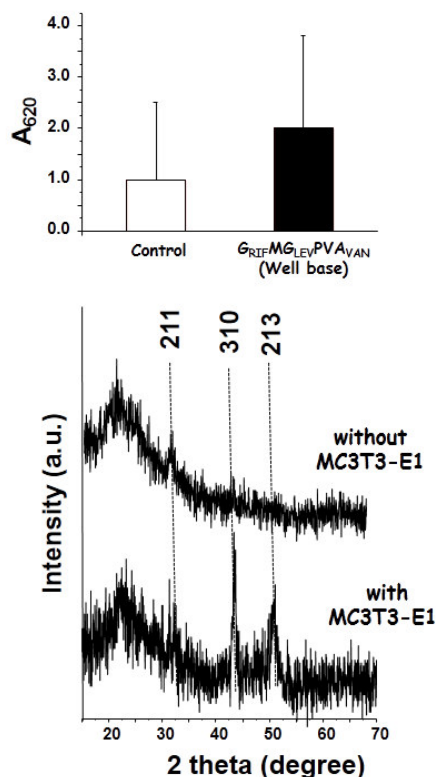 4.0
3.0
2.0
1.0
0.0
A620
Control
GRIFMGLEVPVAVAN
(Well base)
211
310
213
without
MC3T3-E1
with
MC3T3-E1
Intensity (a.u.)
20 30 40 50 60 70
2 theta (degree)